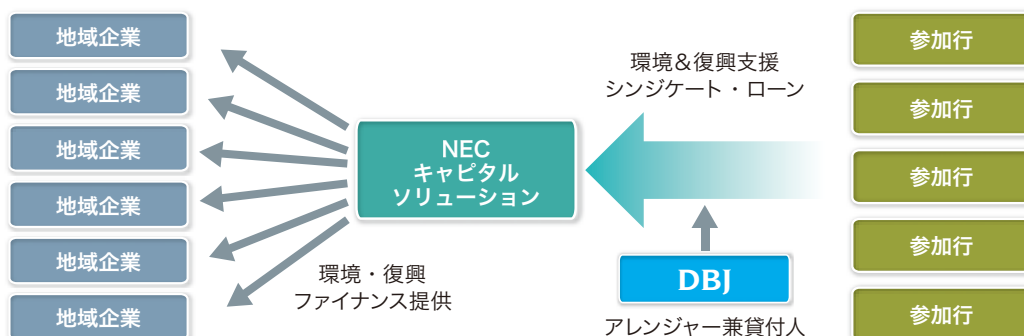 地域企業
地域企業
地域企業
地域企業
地域企業
地域企業
環境・復興
ファイナンス提供
NEC
キャピタル
ソリューション
環境&復興支援
シンジケート・ローン
DBJ
アレンジャー兼貸付人
参加行
参加行
参加行
参加行
参加行